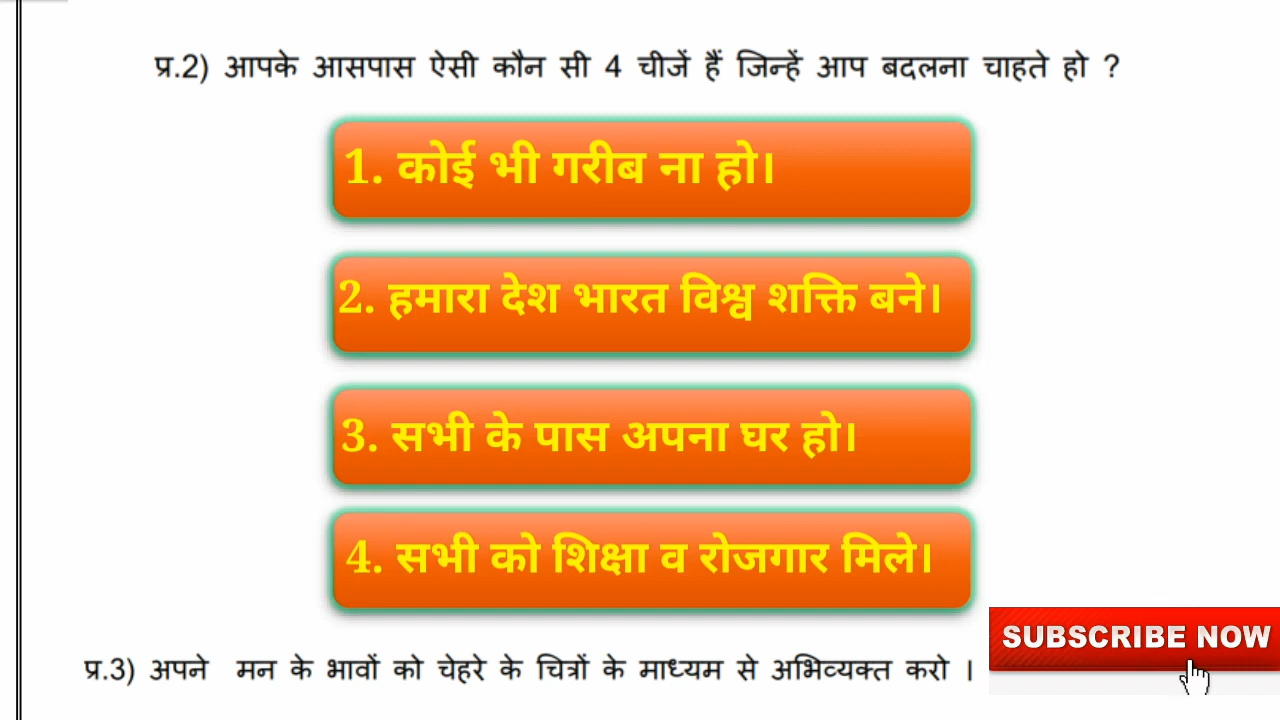 प्र.2) आपके आसपास ऐसी कौन सी 4 चीजें हैं जिन्हें आप बदलना चाहते हो ?
1. कोई भी गरीब ना हो।
2. हमारा देश भारत विश्व शक्ति बने।
3. सभी के पास अपना घर हो।
4. सभी को शिक्षा व रोजगार मिले।
SUBSCRIBE NOW
प्र.3) अपने मन के भावों को चेहरे के चित्रों के माध्यम से अभिव्यक्त करो ।